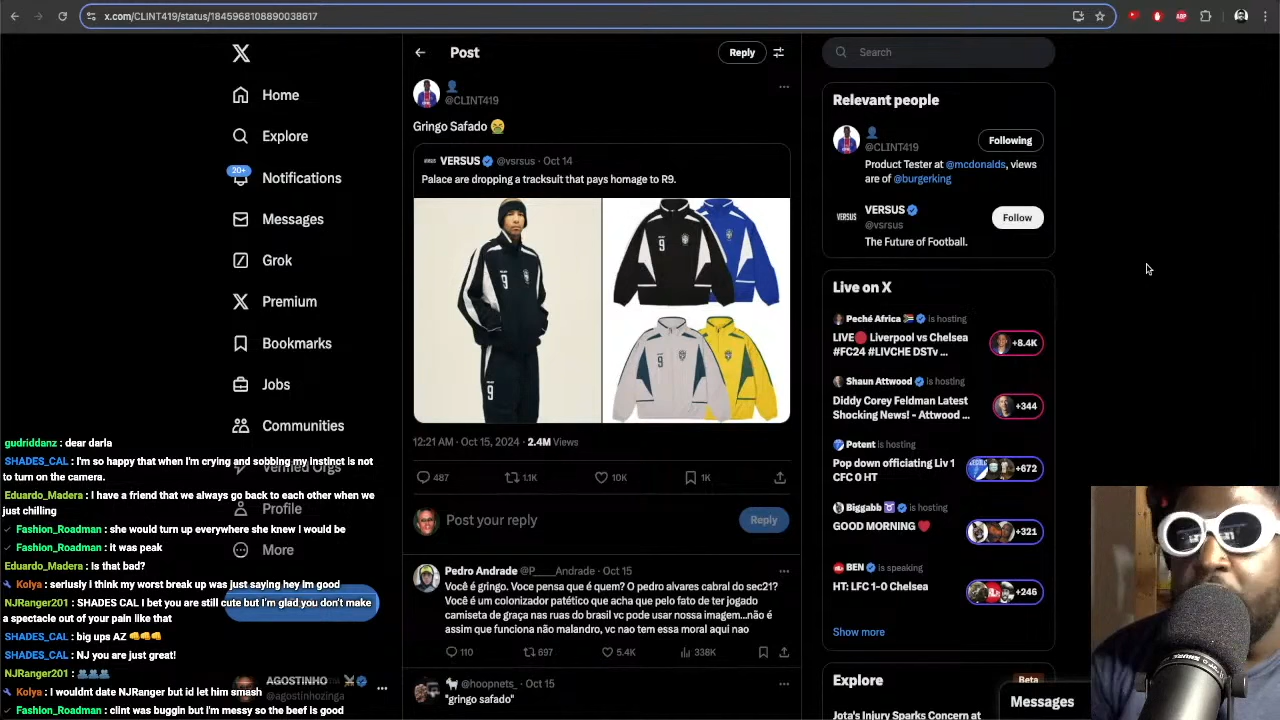 x.com/CLINT419/status/1845968108890038617
Home
Explore
20+
Notifications
Messages
Grok
Premium
Bookmarks
Jobs
Communities
Verified Orgs
Profile
More
AGOSTINHO
@agostinhozinga
Post
Reply
@CLINT419
Gringo Safado 🤮
VERSUS @vsrsus · Oct 14
Palace are dropping a tracksuit that pays homage to R9.
9
9
9
9
12:21 AM · Oct 15, 2024 · 2.4M Views
487 1.1K 10K 1K
Post your reply
Reply
Pedro Andrade @P____Andrade · Oct 15
Você é gringo. Voce pensa que é quem? O pedro alvares cabral do sec21?
Você é um colonizador patético que acha que pelo fato de ter jogado
camiseta de graça nas ruas do brasil vc pode usar nossa imagem...não é
assim que funciona não malandro, vc nao tem essa moral aqui nao
110 697 5.4K 338K
🐐 @hoopnets_ · Oct 15
"gringo safado"
Search
Relevant people
@CLINT419
Following
Product Tester at @mcdonalds, views
are of @burgerking
VERSUS
@vsrsus
Follow
The Future of Football.
Live on X
Peché Africa 🇿🇦 is hosting
LIVE🔴 Liverpool vs Chelsea
#FC24 #LIVCHE DSTv ...
+8.4K
Shaun Attwood is hosting
Diddy Corey Feldman Latest
Shocking News! - Attwood ...
+344
Potent is hosting
Pop down officiating Liv 1
CFC 0 HT
+672
Biggabb ♉ is hosting
GOOD MORNING ❤️
+321
BEN is speaking
HT: LFC 1-0 Chelsea
+246
Show more
Explore
Beta
Jota's Injury Sparks Concern at
Messages
gudriddanz : dear darla
SHADES_CAL : I'm so happy that when I'm crying and sobbing my instinct is not
to turn on the camera.
Eduardo_Madera : I have a friend that we always go back to each other when we
just chilling
Fashion_Roadman : she would turn up everywhere she knew I would be
Fashion_Roadman : it was peak
Eduardo_Madera : Is that bad?
Kolya : seriusly i think my worst break up was just saying hey im good
NJRanger201 : SHADES CAL I bet you are still cute but I'm glad you don't make
a spectacle out of your pain like that
SHADES_CAL : big ups AZ 👊👊👊
SHADES_CAL : NJ you are just great!
NJRanger201 :
Kolya : I wouldnt date NJRanger but id let him smash
Fashion_Roadman : clint was buggin but i'm messy so the beef is good